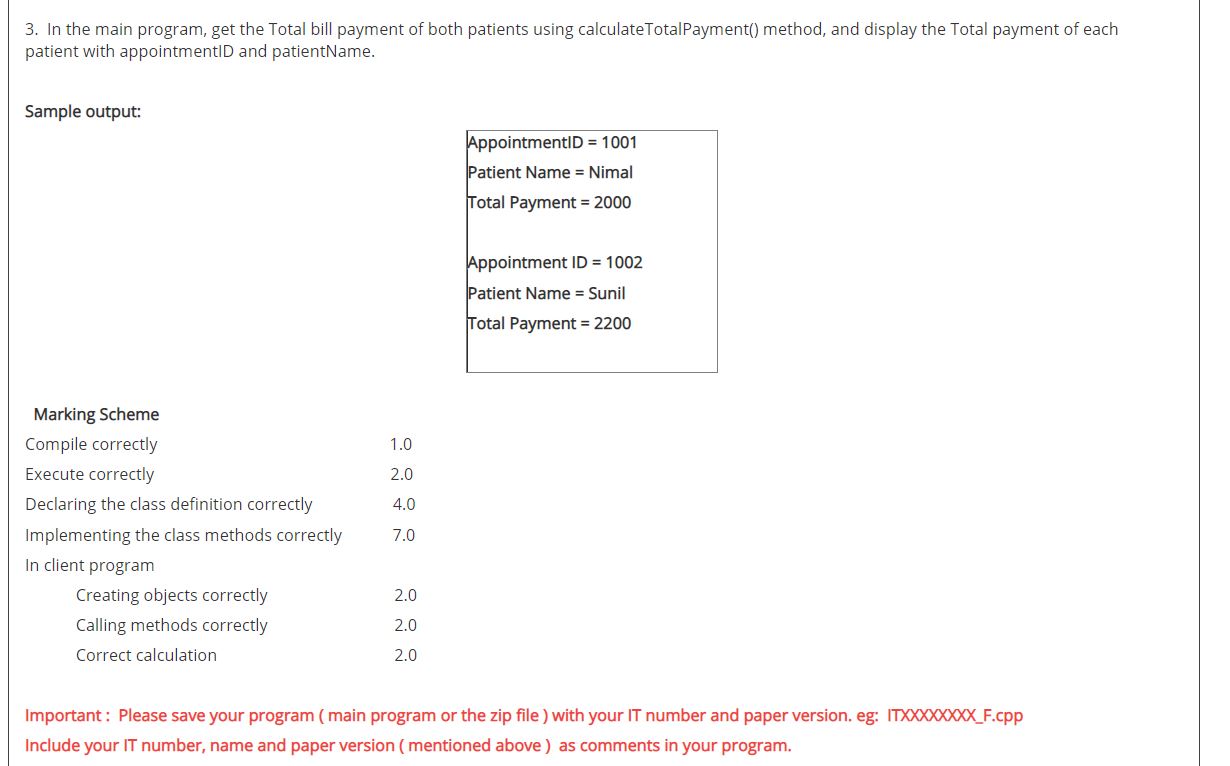 3. In the main program, get the Total bill payment of both patients using calculateTotalPayment() method, and display the Total payment of each
patient with appointmentID and patientName.
Sample output:
AppointmentID = 1001
Patient Name = Nimal
Total Payment = 2000
Appointment ID = 1002
Patient Name = Sunil
Total Payment = 2200
Marking Scheme
Compile correctly 1.0
Execute correctly 2.0
Declaring the class definition correctly 4.0
Implementing the class methods correctly 7.0
In client program
Creating objects correctly 2.0
Calling methods correctly 2.0
Correct calculation 2.0
Important : Please save your program ( main program or the zip file ) with your IT number and paper version. eg: ITXXXXXXXX_F.cpp
Include your IT number, name and paper version ( mentioned above ) as comments in your program.